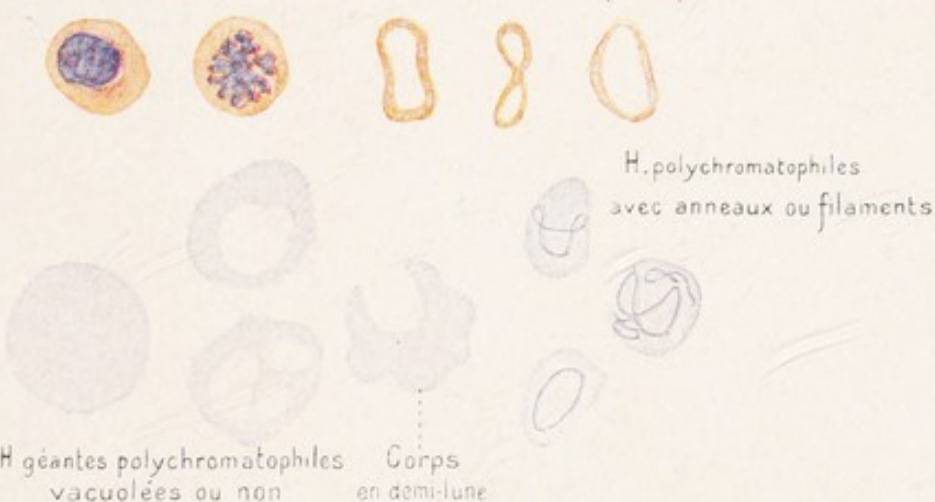 H. polychromatophiles
avec anneaux ou filaments
H géantes polychromatophiles
vacuolées ou non
Corps
en demi-lune